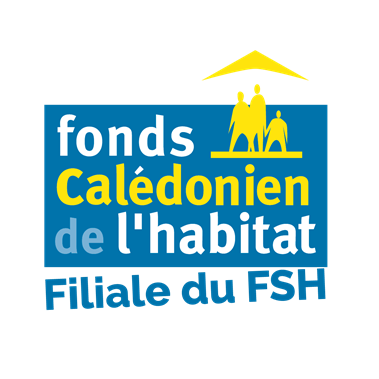 fonds
Calédonien
de l'habitat
Filiale du FSH